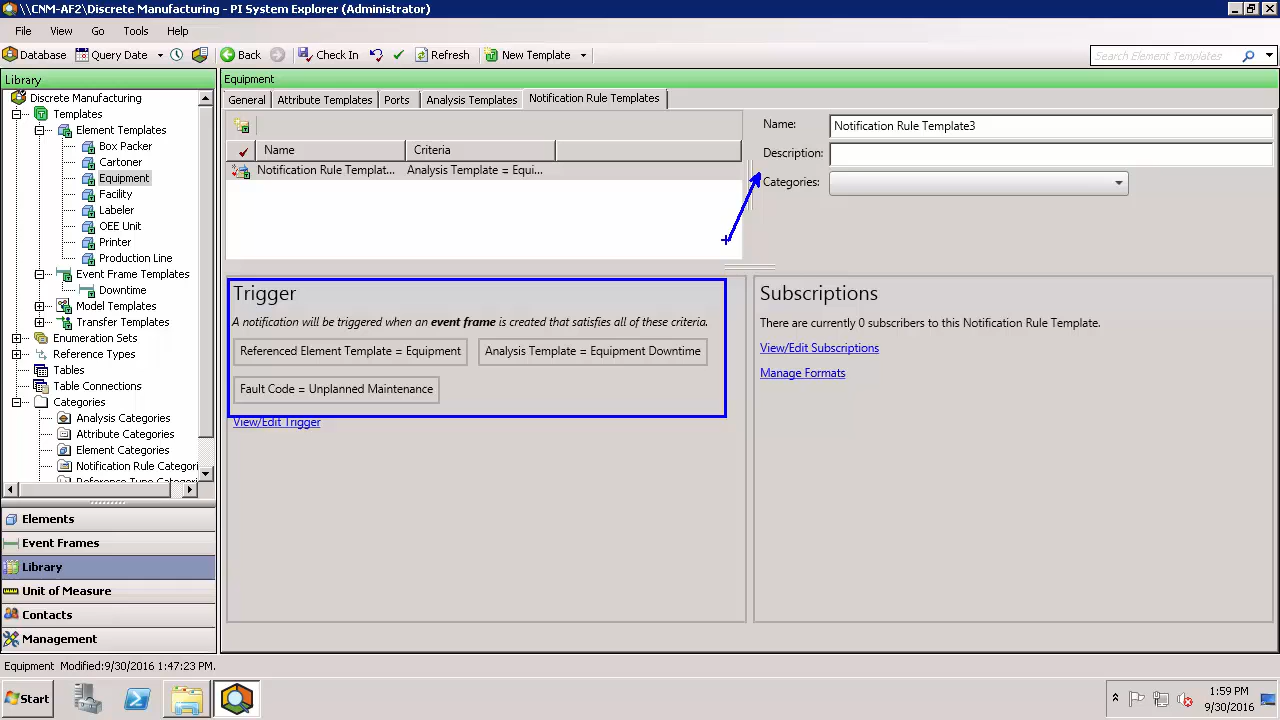 \\CNM-AF2\Discrete Manufacturing - PI System Explorer (Administrator)
File View Go Tools Help
Database Query Date Back Check In Refresh New Template Search Element Templates
Library
Discrete Manufacturing
Templates
Element Templates
Box Packer
Cartoner
Equipment
Facility
Labeler
OEE Unit
Printer
Production Line
Event Frame Templates
Downtime
Model Templates
Transfer Templates
Enumeration Sets
Reference Types
Tables
Table Connections
Categories
Analysis Categories
Attribute Categories
Element Categories
Notification Rule Categori
Elements
Event Frames
Library
Unit of Measure
Contacts
Management
Equipment
General Attribute Templates Ports Analysis Templates Notification Rule Templates
Name Criteria
Notification Rule Templat... Analysis Template = Equi...
Name: Notification Rule Template3
Description:
Categories:
Trigger
A notification will be triggered when an event frame is created that satisfies all of these criteria.
Referenced Element Template = Equipment Analysis Template = Equipment Downtime
Fault Code = Unplanned Maintenance
View/Edit Trigger
Subscriptions
There are currently 0 subscribers to this Notification Rule Template.
View/Edit Subscriptions
Manage Formats
Equipment Modified:9/30/2016 1:47:23 PM.
Start
1:59 PM
9/30/2016